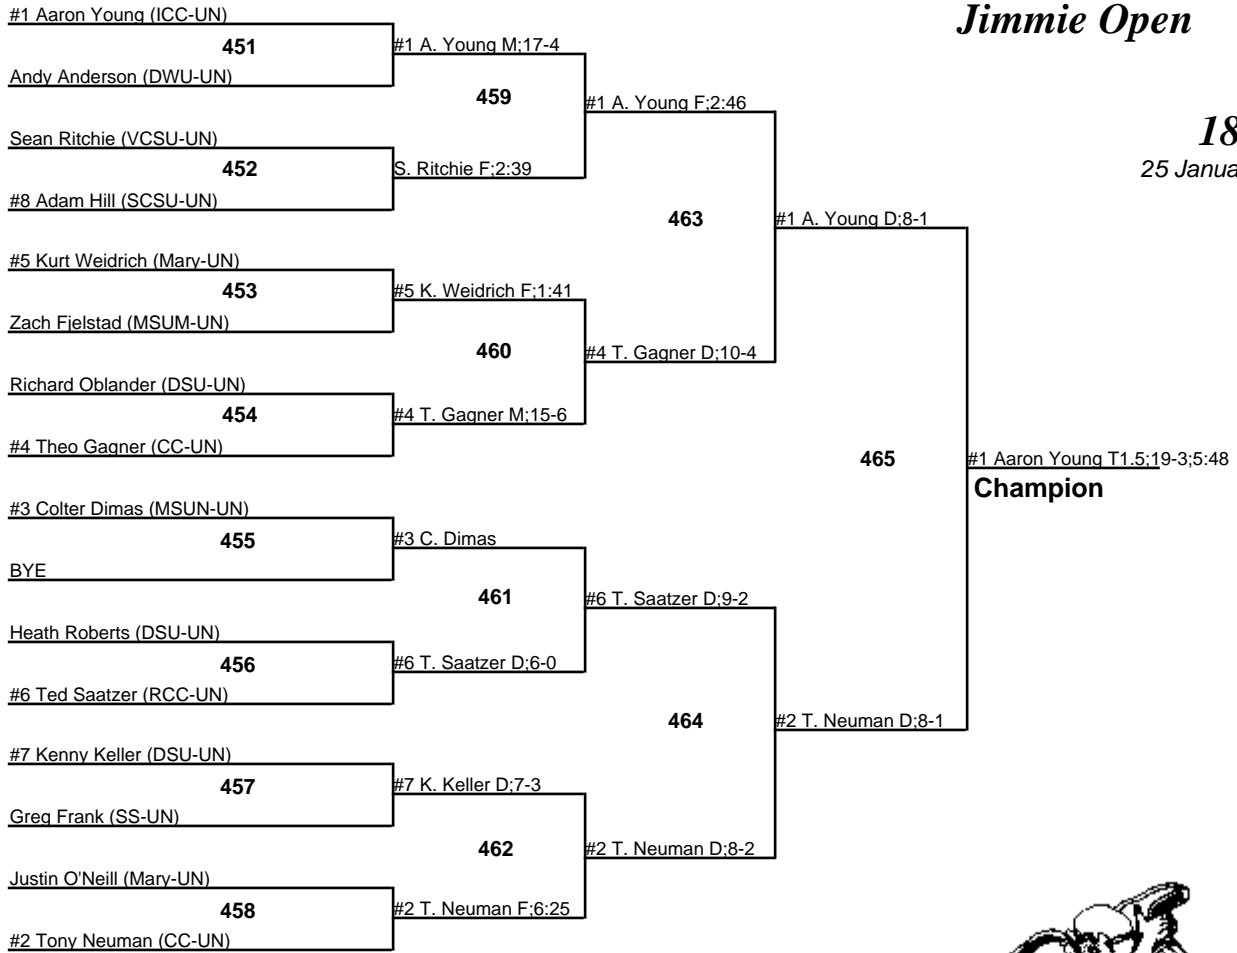 #1 Aaron Young (ICC-UN)
Jimmie Open
451
#1 A. Young M;17-4
Andy Anderson (DWU-UN)
459
#1 A. Young F;2:46
Sean Ritchie (VCSU-UN)
18
452
S. Ritchie F;2:39
25 Janua
#8 Adam Hill (SCSU-UN)
463
#1 A. Young D;8-1
#5 Kurt Weidrich (Mary-UN)
453
#5 K. Weidrich F;1:41
Zach Fjelstad (MSUM-UN)
460
#4 T. Gagner D;10-4
Richard Oblander (DSU-UN)
454
#4 T. Gagner M;15-6
#4 Theo Gagner (CC-UN)
465
#1 Aaron Young T1.5;19-3;5:48
Champion
#3 Colter Dimas (MSUN-UN)
455
#3 C. Dimas
BYE
461
#6 T. Saatzer D;9-2
Heath Roberts (DSU-UN)
456
#6 T. Saatzer D;6-0
#6 Ted Saatzer (RCC-UN)
464
#2 T. Neuman D;8-1
#7 Kenny Keller (DSU-UN)
457
#7 K. Keller D;7-3
Greg Frank (SS-UN)
462
#2 T. Neuman D;8-2
Justin O'Neill (Mary-UN)
458
#2 T. Neuman F;6:25
#2 Tony Neuman (CC-UN)